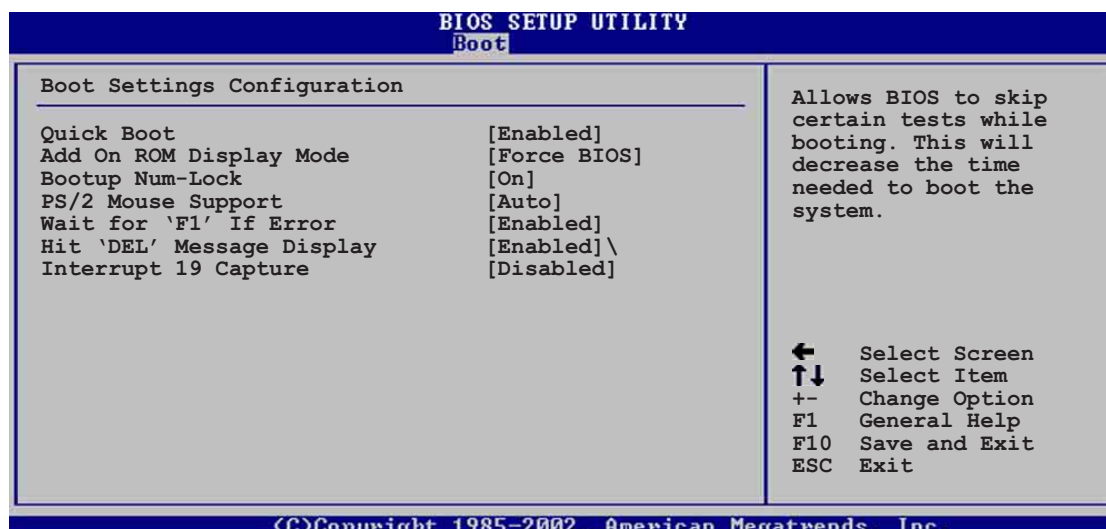 BIOS SETUP UTILITY
Boot
Boot Settings Configuration
Quick Boot [Enabled]
Add On ROM Display Mode [Force BIOS]
Bootup Num-Lock [On]
PS/2 Mouse Support [Auto]
Wait for ‘F1’ If Error [Enabled]
Hit ‘DEL’ Message Display [Enabled]\
Interrupt 19 Capture [Disabled]
Allows BIOS to skip
certain tests while
booting. This will
decrease the time
needed to boot the
system.
← Select Screen
↑↓ Select Item
+- Change Option
F1 General Help
F10 Save and Exit
ESC Exit
(C)Copyright 1985-2002, American Megatrends, Inc.